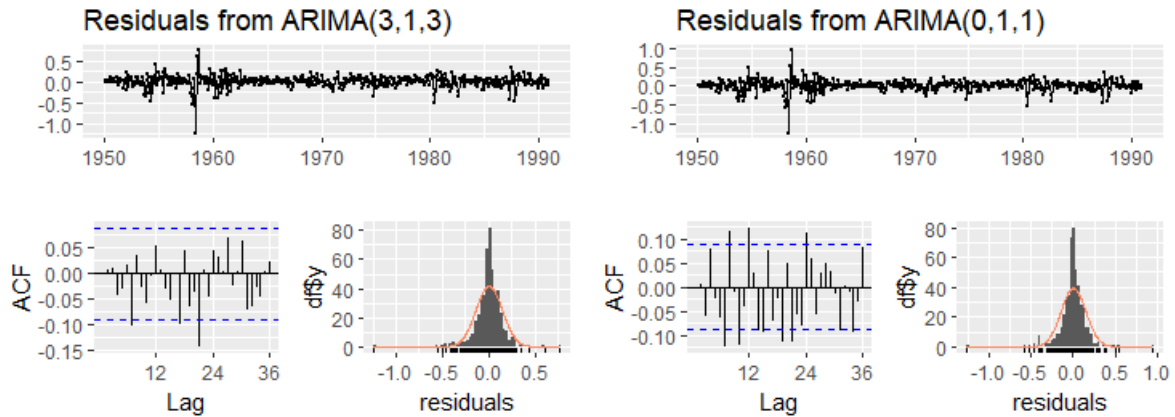 Residuals from ARIMA(3,1,3)
0.5
0.0
-0.5
-1.0
1950 1960 1970 1980 1990
ACF
0.05
0.00
-0.05
-0.10
-0.15
12 24 36
Lag
df$y
80
60
40
20
0
-1.0 -0.5 0.0 0.5
residuals
Residuals from ARIMA(0,1,1)
1.0
0.5
0.0
-0.5
-1.0
1950 1960 1970 1980 1990
ACF
0.10
0.05
0.00
-0.05
-0.10
12 24 36
Lag
df$y
80
60
40
20
0
-1.0 -0.5 0.0 0.5 1.0
residuals